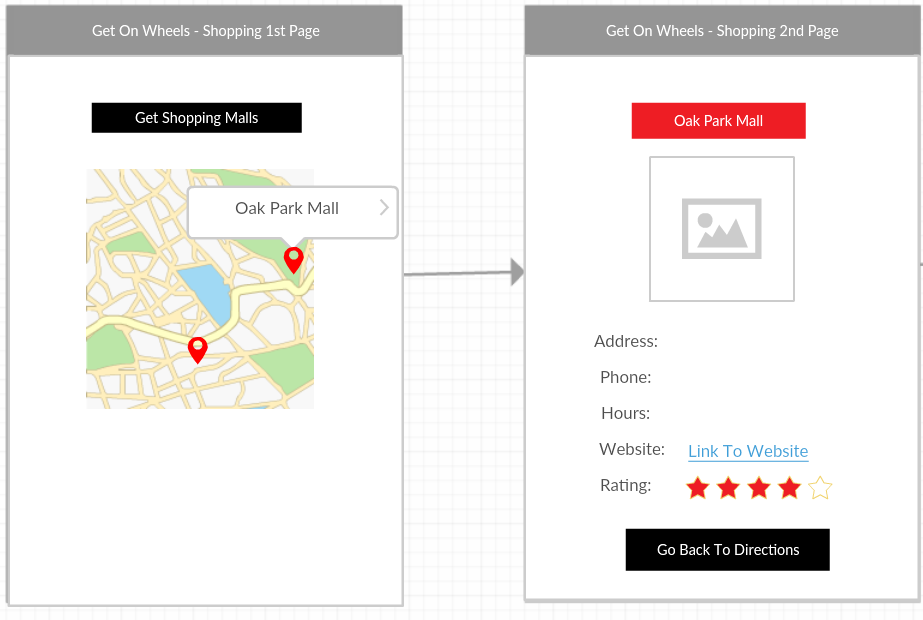 Get On Wheels - Shopping 1st Page
Get Shopping Malls
Oak Park Mall
Get On Wheels - Shopping 2nd Page
Oak Park Mall
Address:
Phone:
Hours:
Website: Link To Website
Rating:
Go Back To Directions